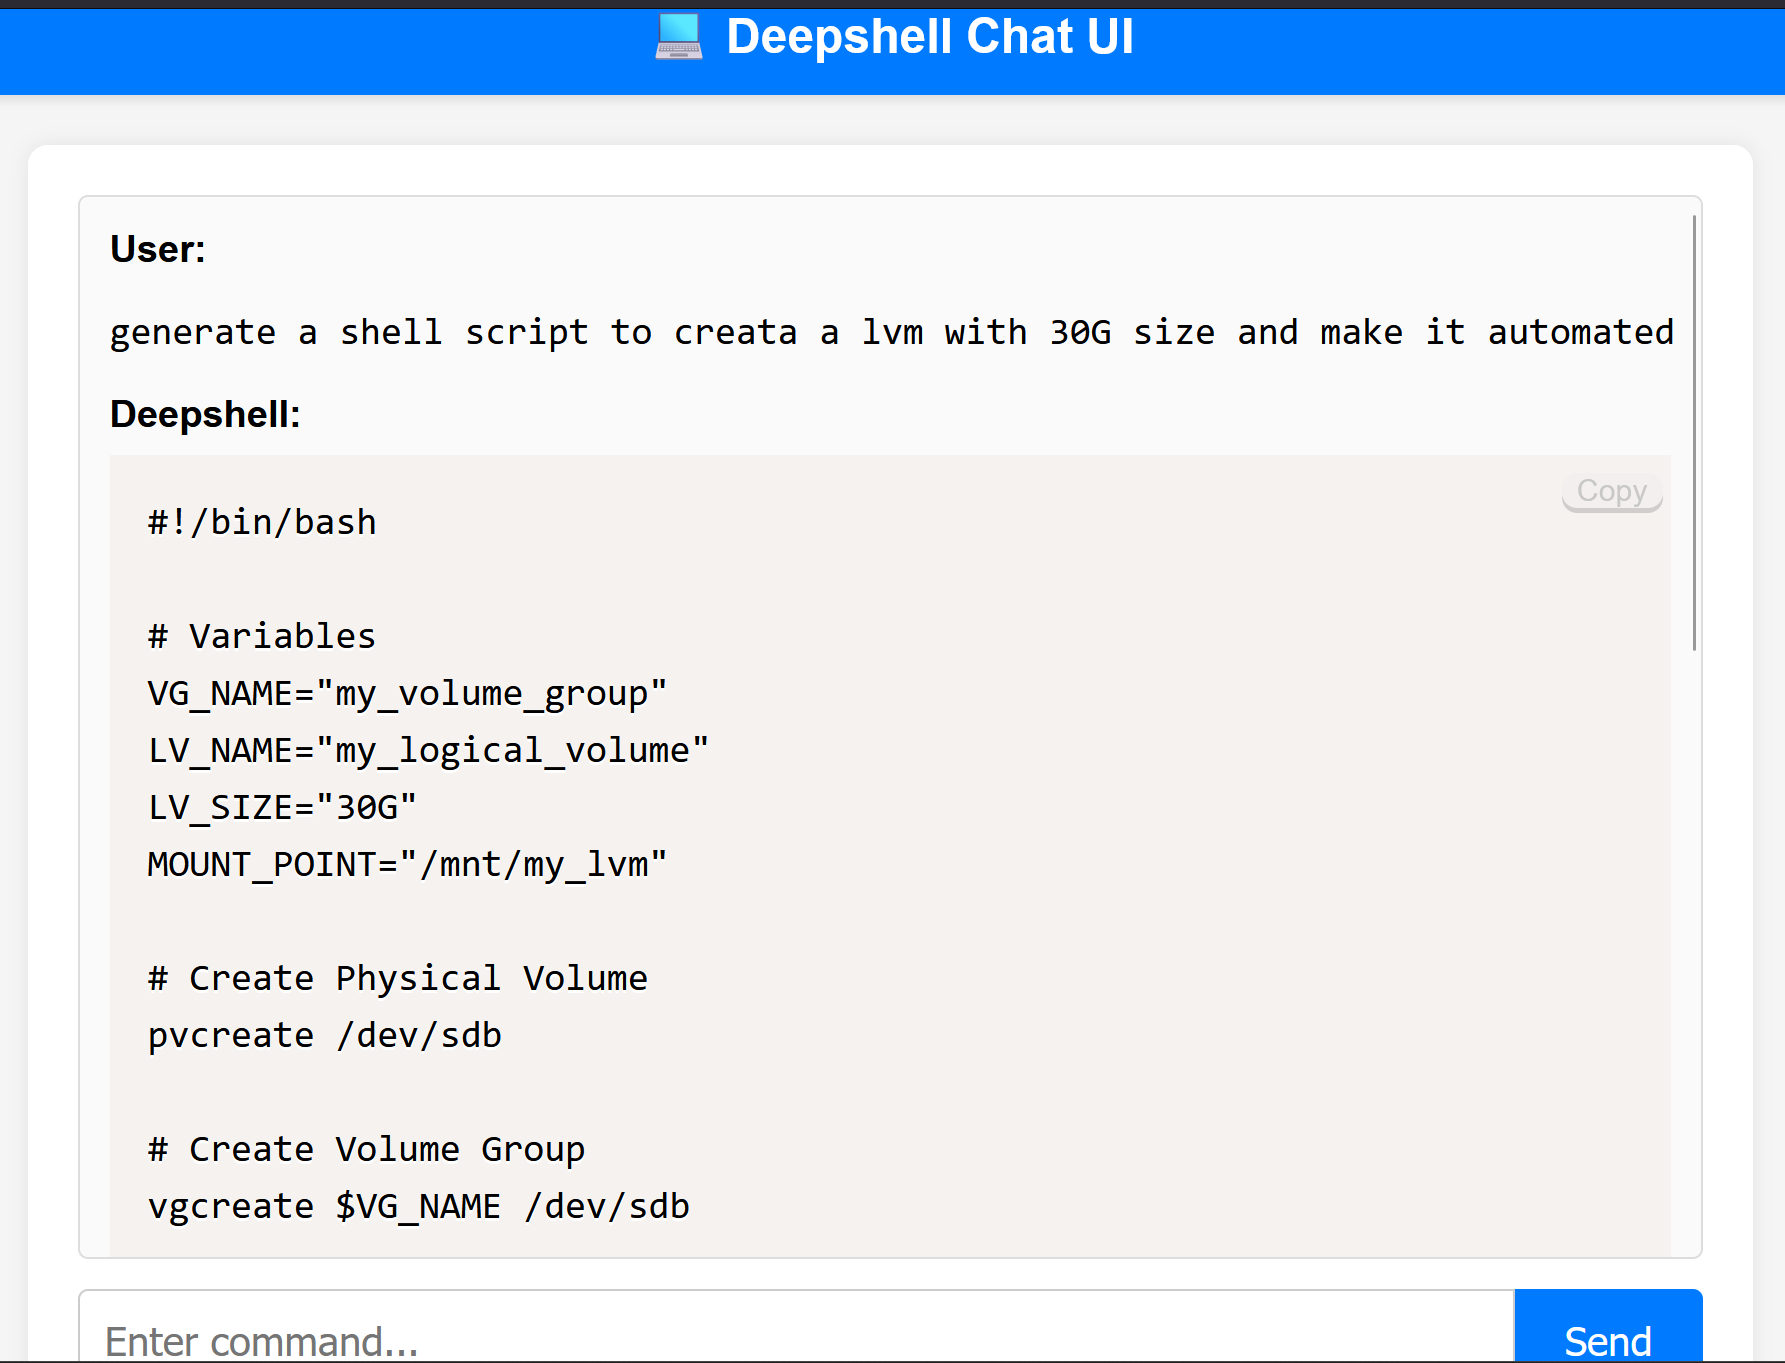 Deepshell Chat UI
User:
generate a shell script to creata a lvm with 30G size and make it automated
Deepshell:
Copy
#!/bin/bash
# Variables
VG_NAME="my_volume_group"
LV_NAME="my_logical_volume"
LV_SIZE="30G"
MOUNT_POINT="/mnt/my_lvm"
# Create Physical Volume
pvcreate /dev/sdb
# Create Volume Group
vgcreate $VG_NAME /dev/sdb
Enter command...
Send